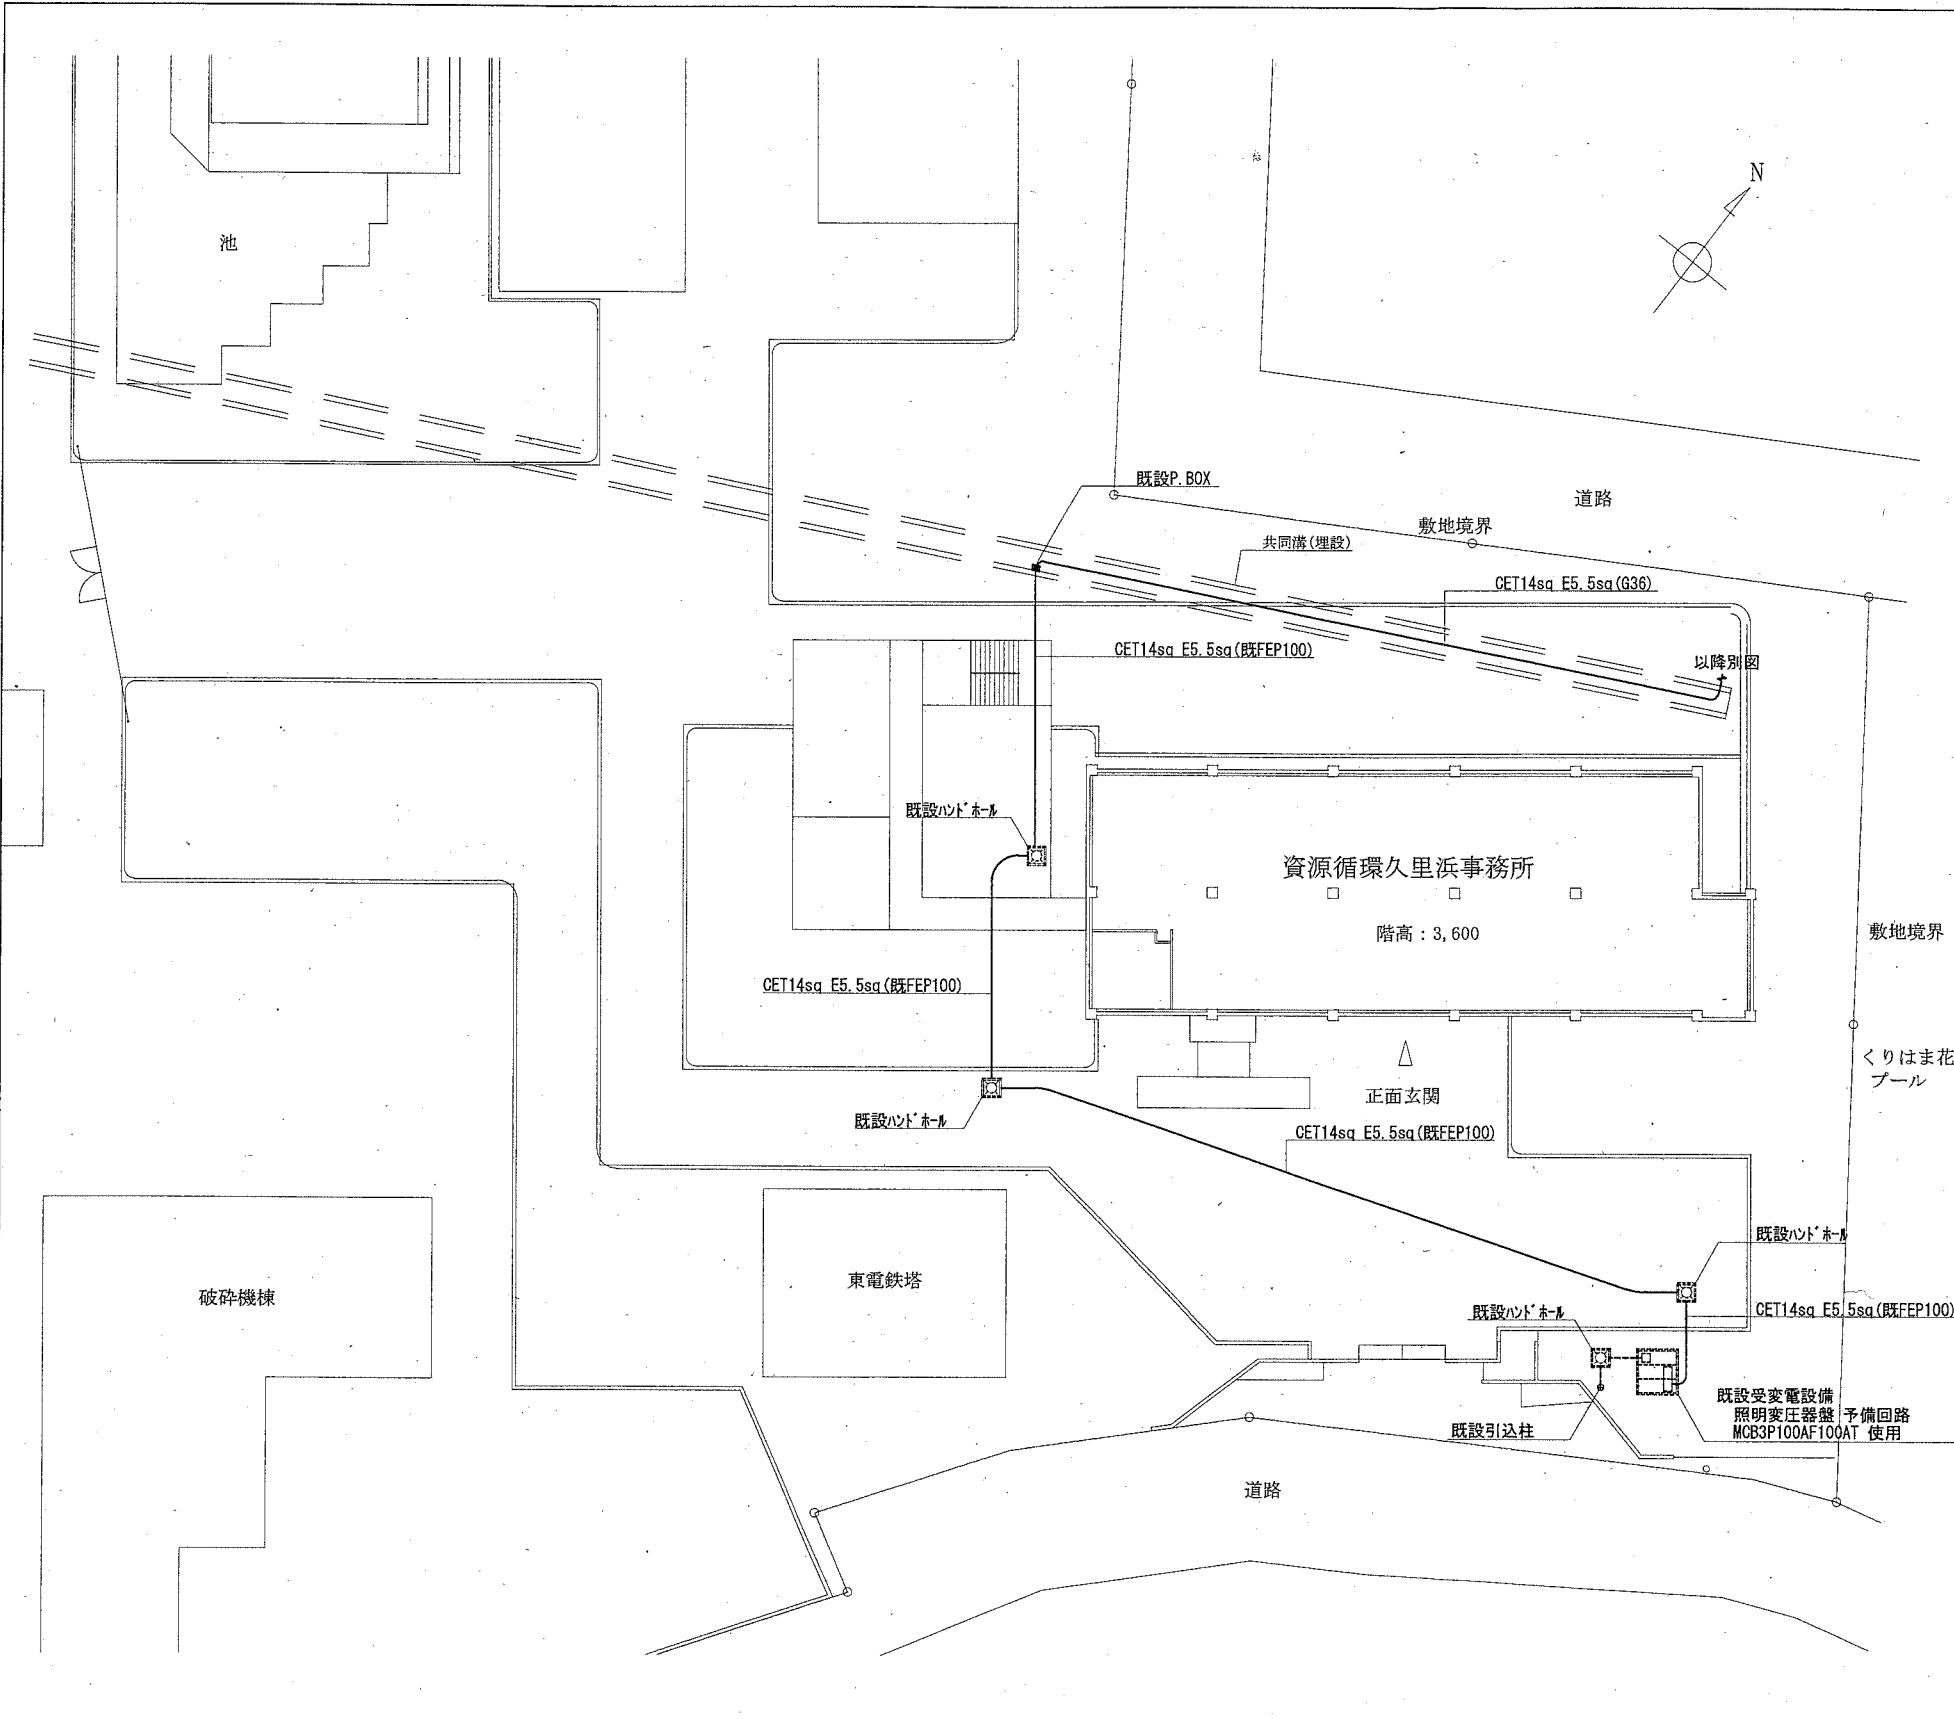 N
池
既設P.BOX
道路
敷地境界
共同溝(埋設)
CET14sq E5.5sq(G36)
CET14sq E5.5sq(既FEP100)
以降別図
既設ハンドホール
資源循環久里浜事務所
階高：3,600
敷地境界
CET14sq E5.5sq(既FEP100)
くりはま花
プール
正面玄関
既設ハンドホール
CET14sq E5.5sq(既FEP100)
既設ハンドホール
東電鉄塔
破砕機棟
既設ハンドホール
CET14sq E5.5sq(既FEP100)
既設受変電設備
照明変圧器盤 予備回路
MCB3P100AF100AT 使用
既設引込柱
道路